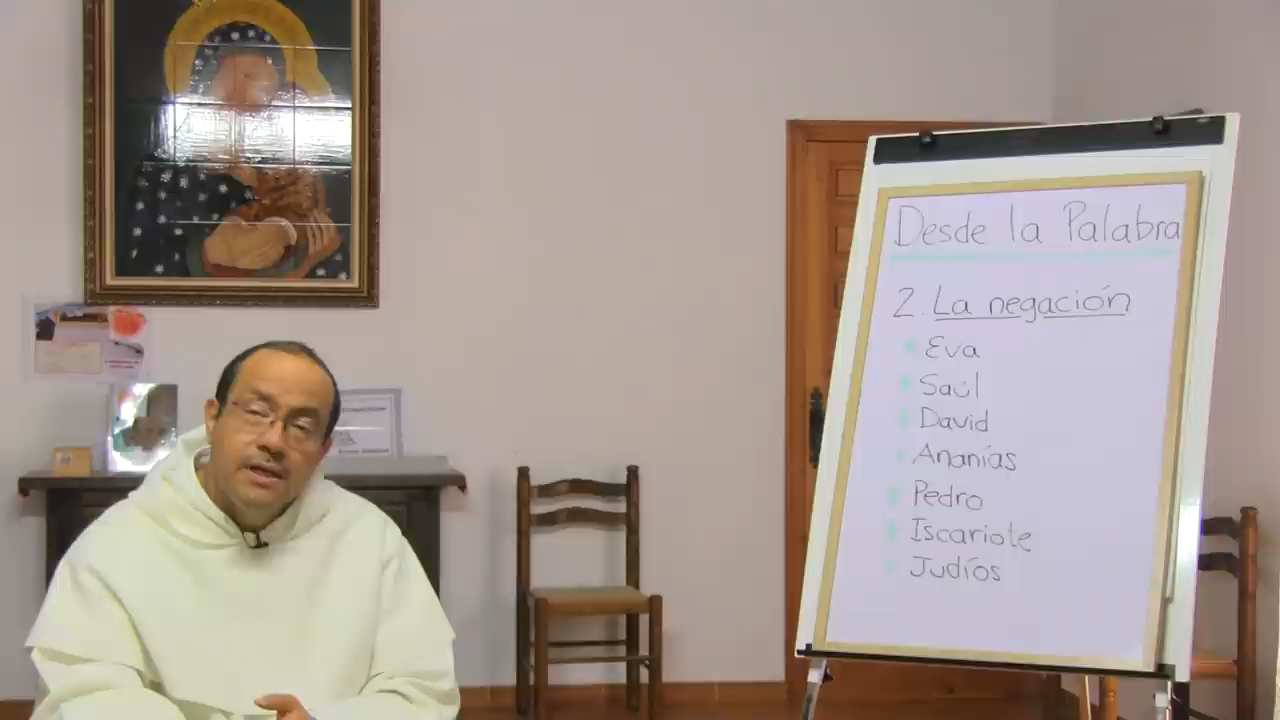 Desde la Palabra
2. La negación
Eva
Saúl
David
Ananías
Pedro
Iscariote
Judíos